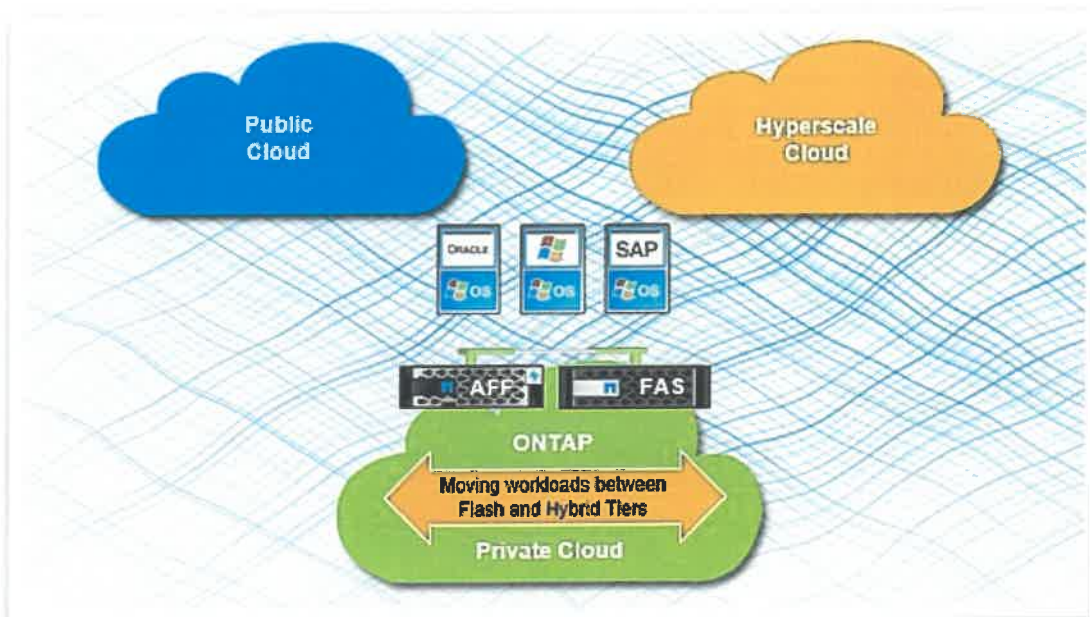 Public
Cloud
Hyperscale
Cloud
ORACLE
SAP
OS
OS
OS
AFF
FAS
ONTAP
Moving workloads between
Flash and Hybrid Tiers
Private Cloud